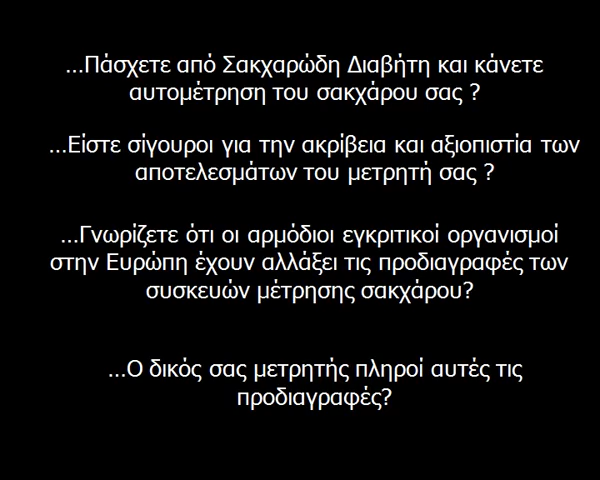 ...Πάσχετε από Σακχαρώδη Διαβήτη και κάνετε
αυτομέτρηση του σακχάρου σας ?
...Είστε σίγουροι για την ακρίβεια και αξιοπιστία των
αποτελεσμάτων του μετρητή σας ?
...Γνωρίζετε ότι οι αρμόδιοι εγκριτικοί οργανισμοί
στην Ευρώπη έχουν αλλάξει τις προδιαγραφές των
συσκευών μέτρησης σακχάρου?
...Ο δικός σας μετρητής πληροί αυτές τις
προδιαγραφές?